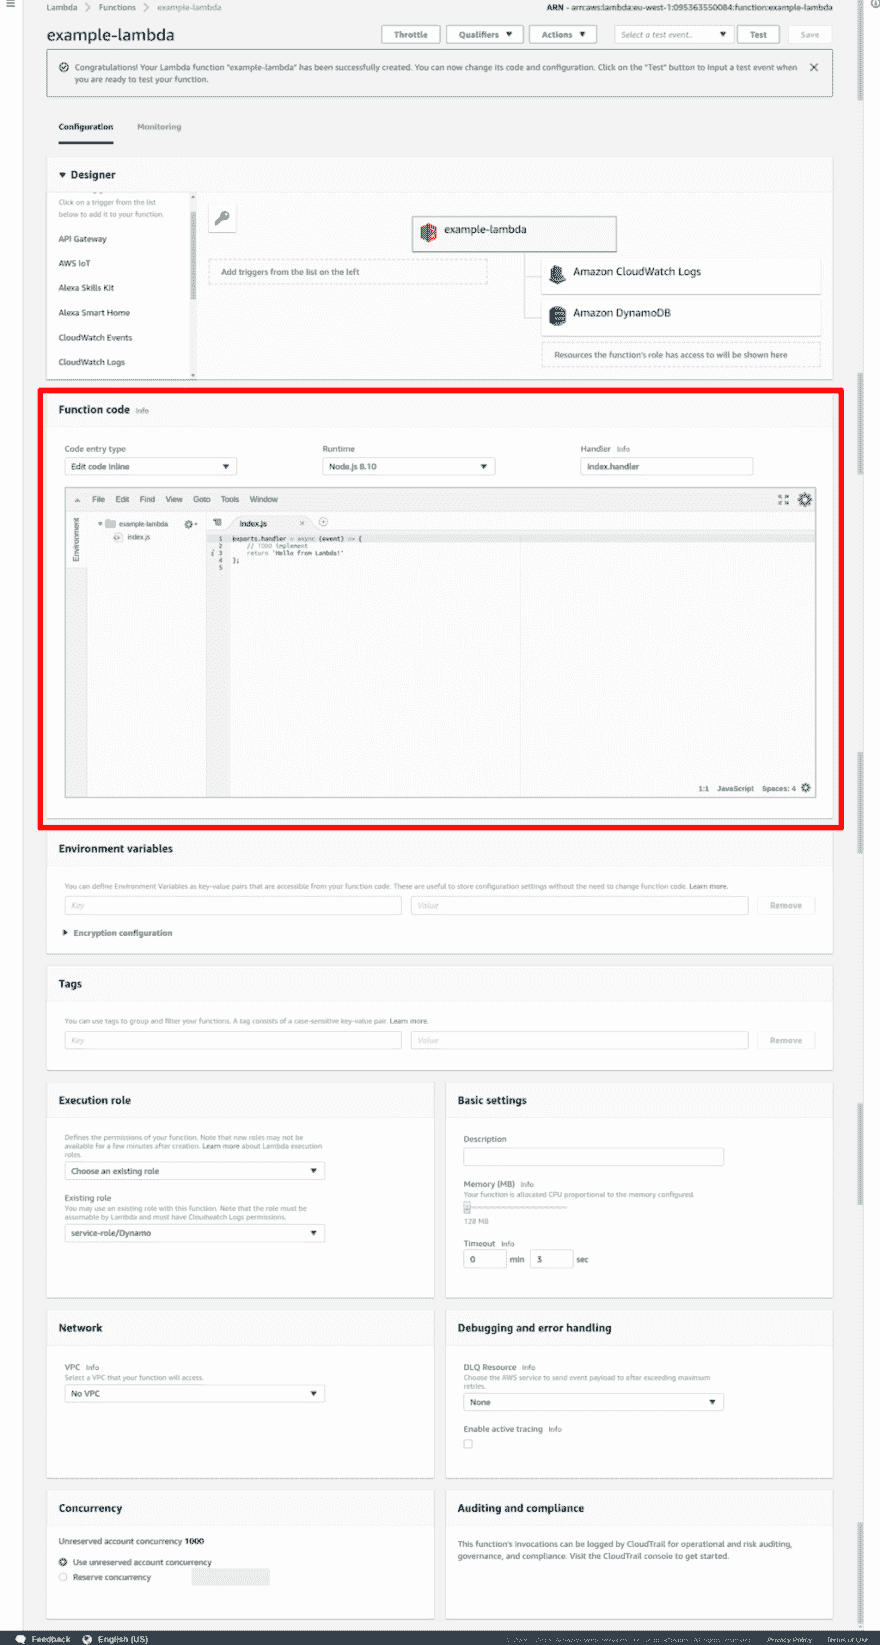 Lambda > Functions > example-lambda
ARN - arn:aws:lambda:eu-west-1:095363550084:function:example-lambda
example-lambda
Throttle Qualifiers Actions Select a test event.. Test Save
Congratulations! Your Lambda function "example-lambda" has been successfully created. You can now change its code and configuration. Click on the "Test" button to input a test event when
you are ready to test your function.
Configuration Monitoring
Designer
Click on a trigger from the list
below to add it to your function.
API Gateway
AWS IoT
Alexa Skills Kit
Alexa Smart Home
CloudWatch Events
CloudWatch Logs
example-lambda
Add triggers from the list on the left
Amazon CloudWatch Logs
Amazon DynamoDB
Resources the function's role has access to will be shown here
Function code Info
Code entry type
Edit code inline
Runtime
Node.js 8.10
Handler Info
index.handler
File Edit Find View Goto Tools Window
Environment
example-lambda
index.js
index.js
1 exports.handler = async (event) => {
2 // TODO implement
3 return 'Hello from Lambda!'
4 };
5
1:1 JavaScript Spaces: 4
Environment variables
You can define Environment Variables as key-value pairs that are accessible from your function code. These are useful to store configuration settings without the need to change function code. Learn more.
Key Value Remove
Encryption configuration
Tags
You can use tags to group and filter your functions. A tag consists of a case-sensitive key-value pair. Learn more.
Key Value Remove
Execution role
Defines the permissions of your function. Note that new roles may not be
available for a few minutes after creation. Learn more about Lambda execution
roles.
Choose an existing role
Existing role
You may use an existing role with this function. Note that the role must be
assumable by Lambda and must have Cloudwatch Logs permissions.
service-role/Dynamo
Basic settings
Description
Memory (MB) Info
Your function is allocated CPU proportional to the memory configured.
128 MB
Timeout Info
0 min 3 sec
Network
VPC Info
Select a VPC that your function will access.
No VPC
Debugging and error handling
DLQ Resource Info
Choose the AWS service to send event payload to after exceeding maximum
retries.
None
Enable active tracing Info
Concurrency
Unreserved account concurrency 1000
Use unreserved account concurrency
Reserve concurrency
Auditing and compliance
This function's invocations can be logged by CloudTrail for operational and risk auditing,
governance, and compliance. Visit the CloudTrail console to get started.
Feedback English (US)
Privacy Policy Terms of Use